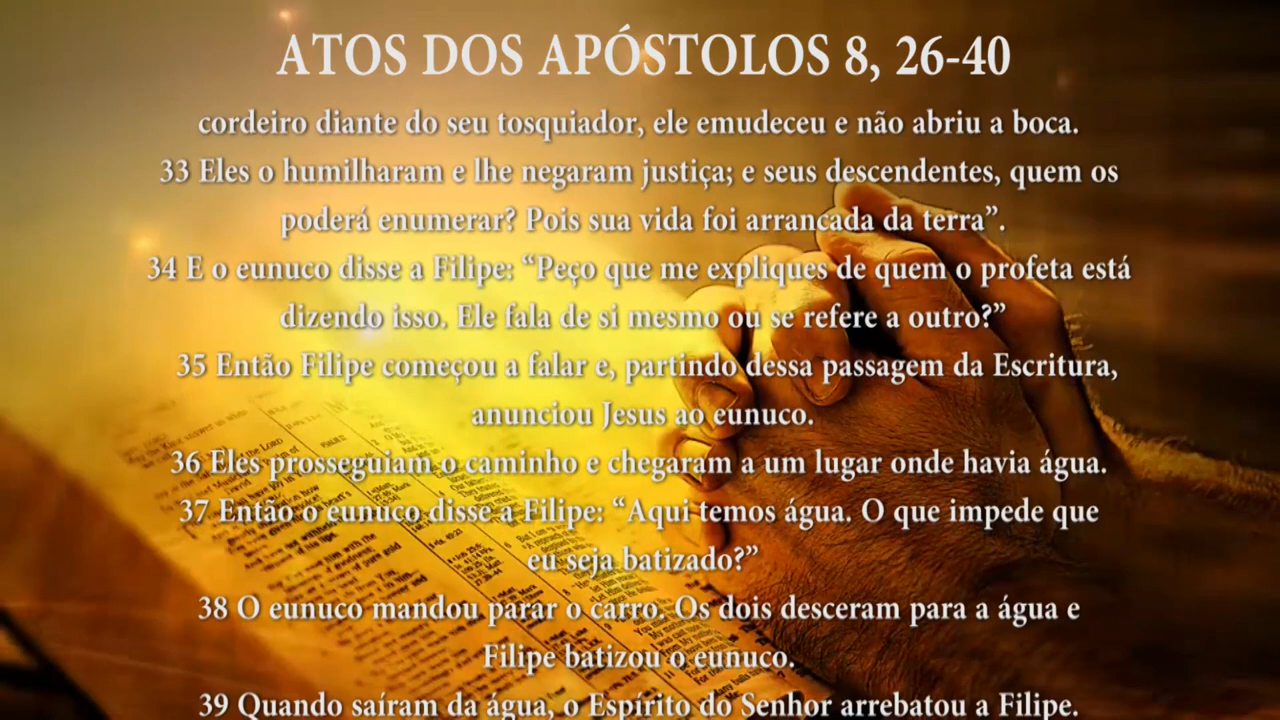 ATOS DOS APÓSTOLOS 8, 26-40
cordeiro diante do seu tosquiador, ele emudeceu e não abriu a boca.
33 Eles o humilharam e lhe negaram justiça; e seus descendentes, quem os
poderá enumerar? Pois sua vida foi arrancada da terra”.
34 E o eunuco disse a Filipe: “Peço que me expliques de quem o profeta está
dizendo isso. Ele fala de si mesmo ou se refere a outro?”
35 Então Filipe começou a falar e, partindo dessa passagem da Escritura,
anunciou Jesus ao eunuco.
36 Eles prosseguiam o caminho e chegaram a um lugar onde havia água.
37 Então o eunuco disse a Filipe: “Aqui temos água. O que impede que
eu seja batizado?”
38 O eunuco mandou parar o carro. Os dois desceram para a água e
Filipe batizou o eunuco.
39 Quando saíram da água, o Espírito do Senhor arrebatou a Filipe.